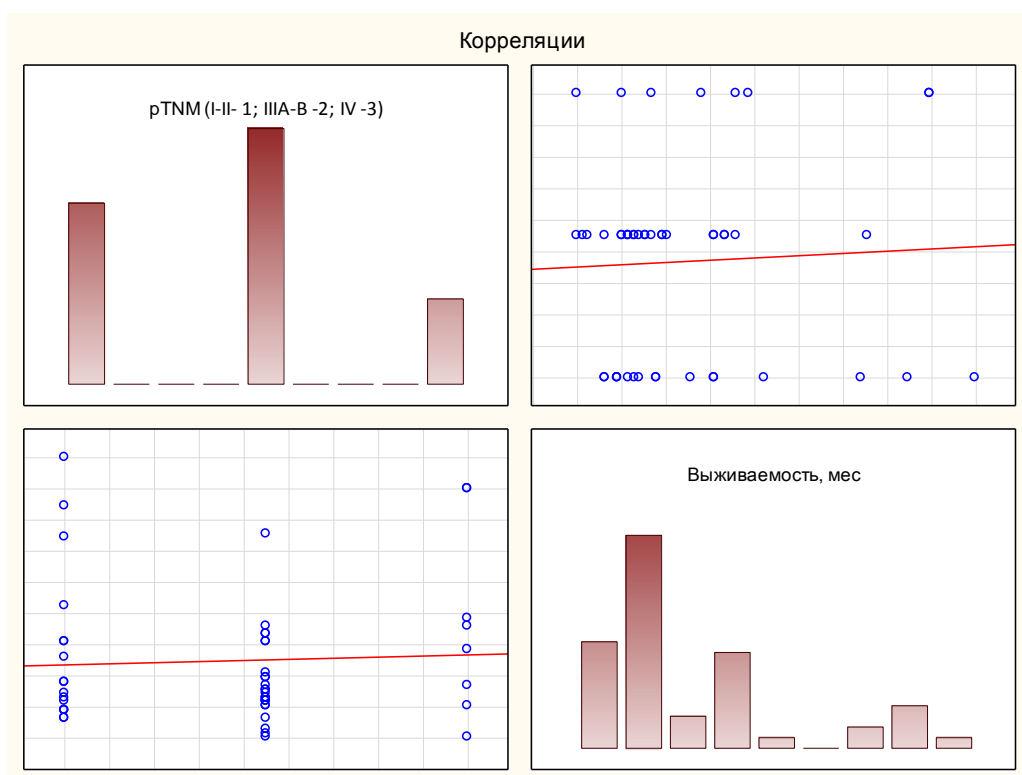 Корреляции
pTNM (I-II- 1; IIIA-B -2; IV -3)
Выживаемость, мес